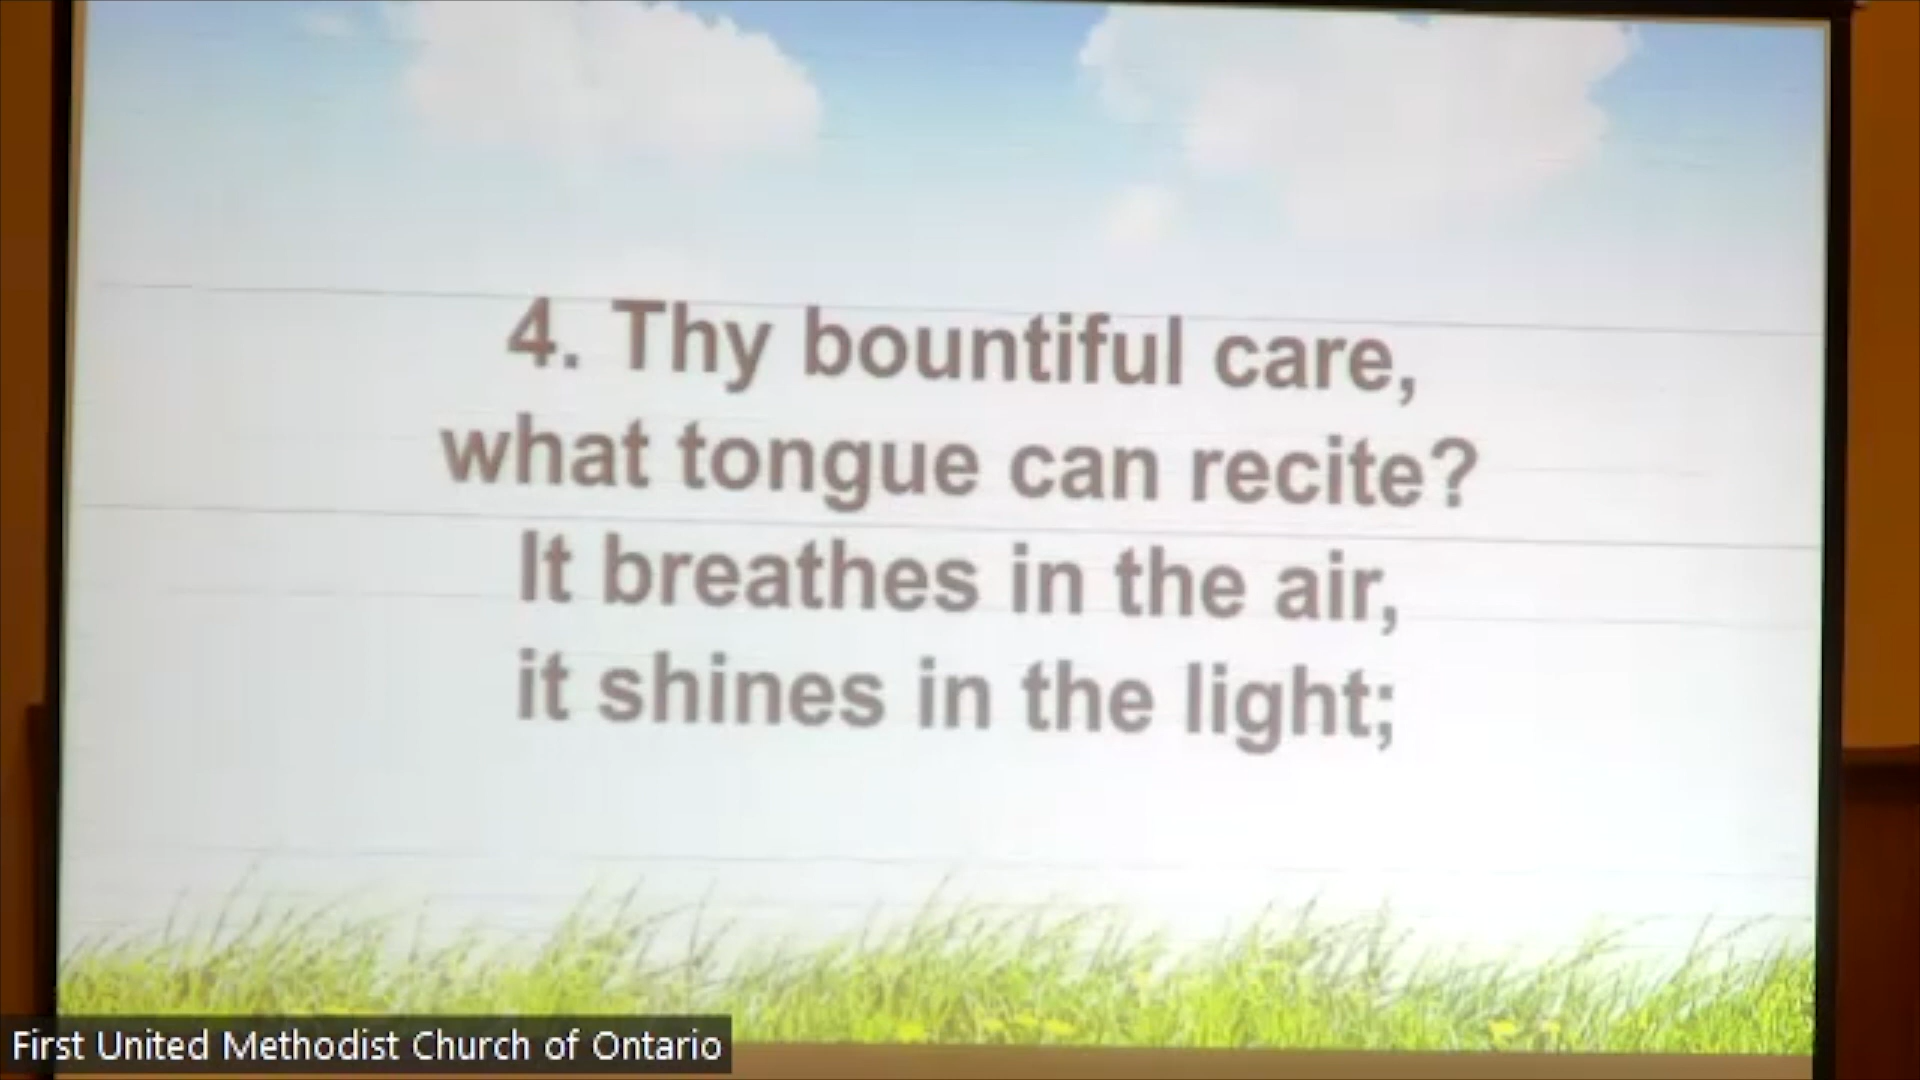 4. Thy bountiful care,
what tongue can recite?
It breathes in the air,
it shines in the light;
First United Methodist Church of Ontario